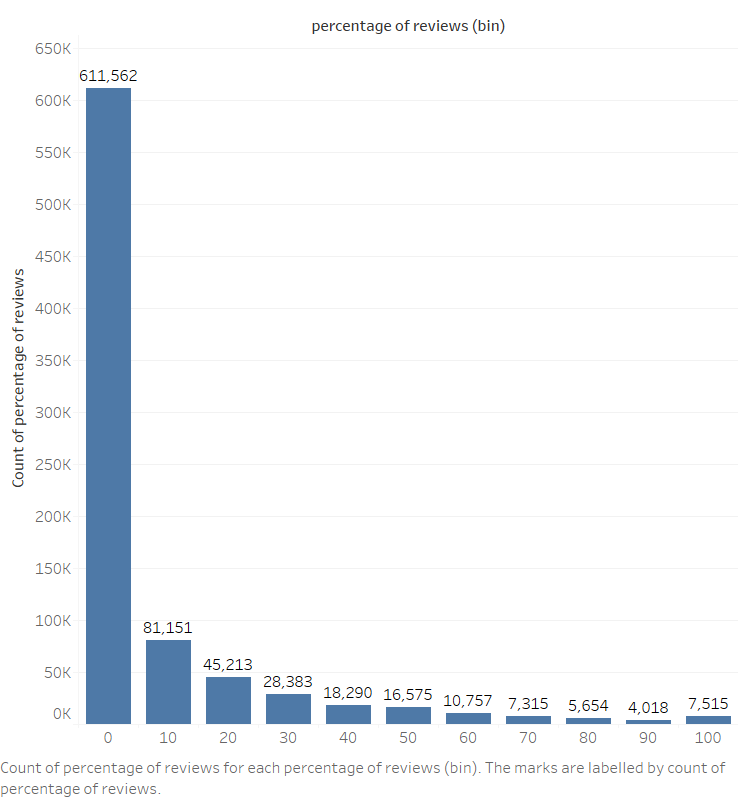 percentage of reviews (bin)
650K
611,562
600K
550K
500K
450K
400K
350K
300K
250K
200K
150K
100K
81,151
50K
45,213
28,383
18,290
16,575
10,757
7,315
5,654
4,018
7,515
0K
Count of percentage of reviews
0 10 20 30 40 50 60 70 80 90 100
Count of percentage of reviews for each percentage of reviews (bin). The marks are labelled by count of
percentage of reviews.